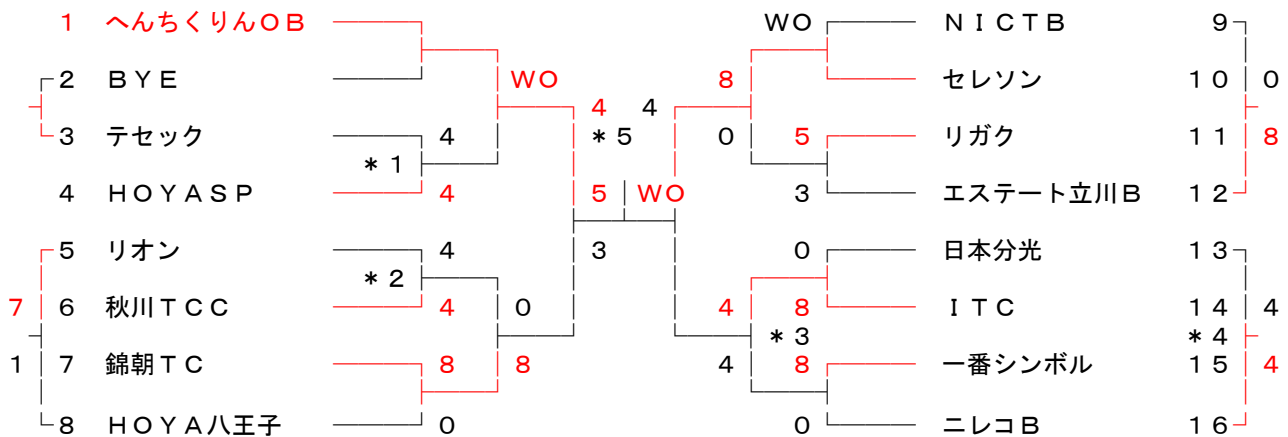 1 へんちくりんOB WO NICTB 9
2 BYE WO 8 セレソン 10 0
4 4
3 テセック 4 *5 0 5 リガク 11 8
*1
4 HOYASP 4 5 WO 3 エステート立川B 12
5 リオン 4 3 0 日本分光 13
*2
7 6 秋川TCC 4 0 4 8 ITC 14 4
*3 *4
1 7 錦朝TC 8 8 4 8 一番シンボル 15 4
8 HOYA八王子 0 0 ニレコB 16